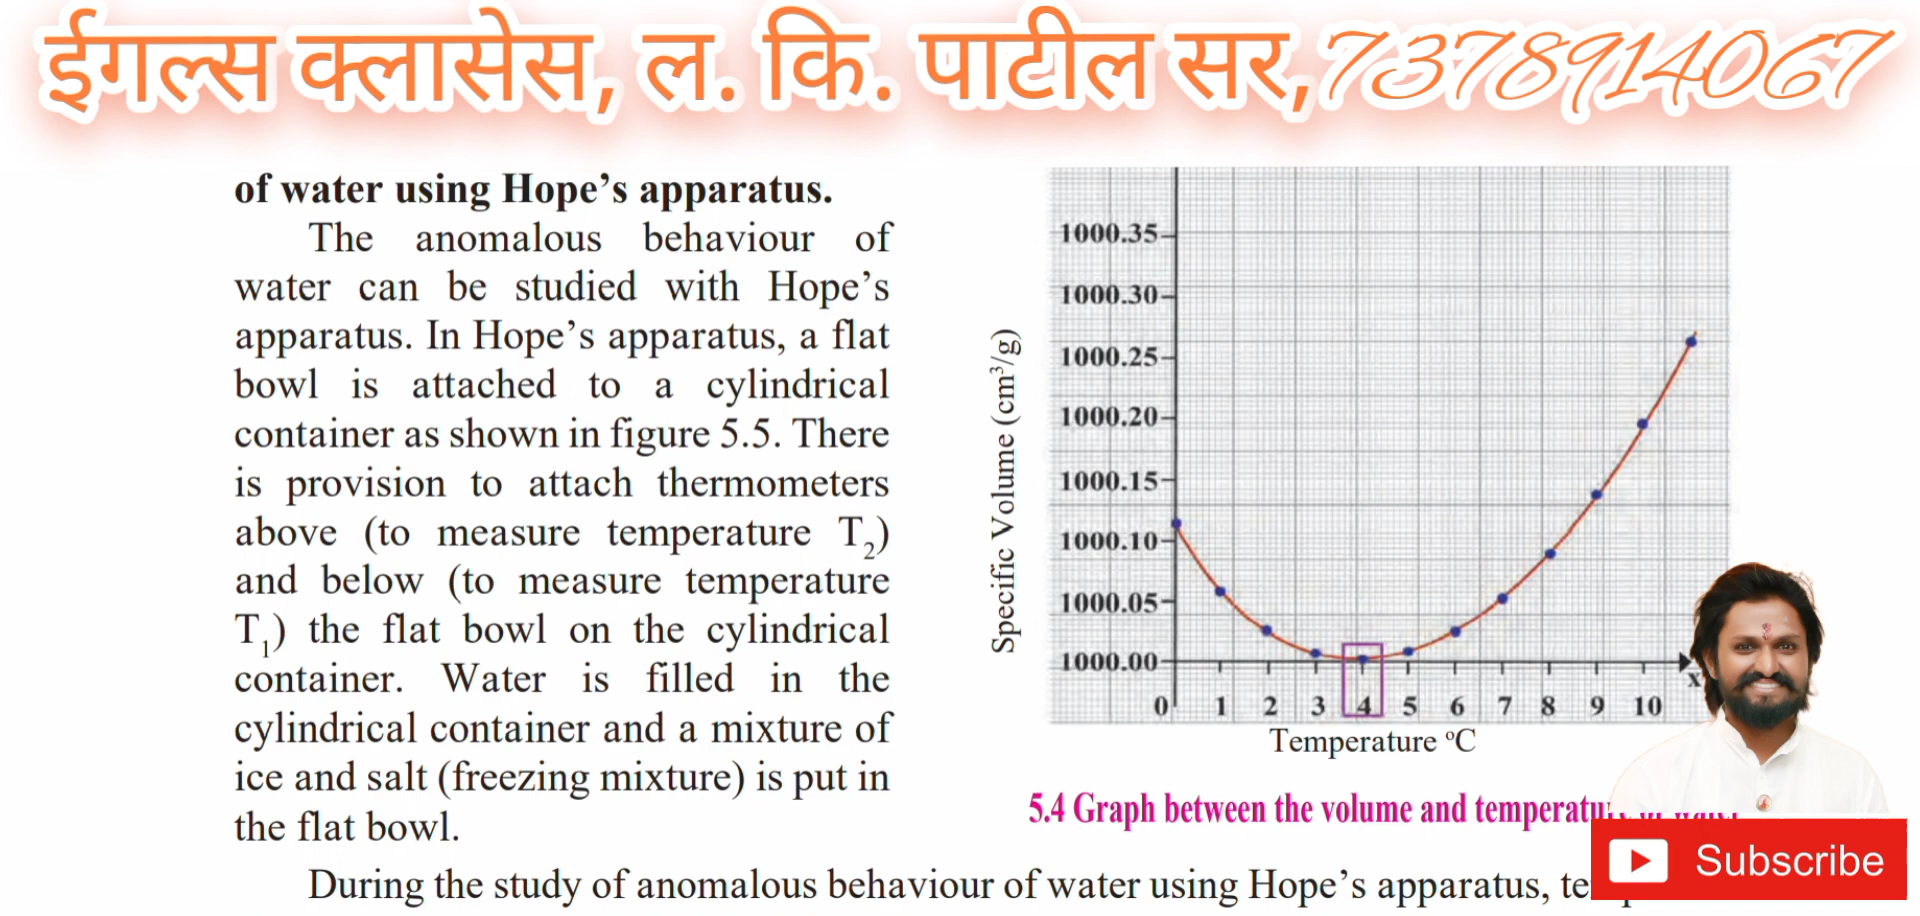 ईगल्स क्लासेस, ल. कि. पाटील सर, 7378914067
of water using Hope’s apparatus.
The anomalous behaviour of
water can be studied with Hope’s
apparatus. In Hope’s apparatus, a flat
bowl is attached to a cylindrical
container as shown in figure 5.5. There
is provision to attach thermometers
above (to measure temperature T₂)
and below (to measure temperature
T₁) the flat bowl on the cylindrical
container. Water is filled in the
cylindrical container and a mixture of
ice and salt (freezing mixture) is put in
the flat bowl.
Specific Volume (cm³/g)
1000.35
1000.30
1000.25
1000.20
1000.15
1000.10
1000.05
1000.00
0 1 2 3 4 5 6 7 8 9 10
x
Temperature °C
5.4 Graph between the volume and
During the study of anomalous behaviour of water using Hope’s apparatus,
Subscribe